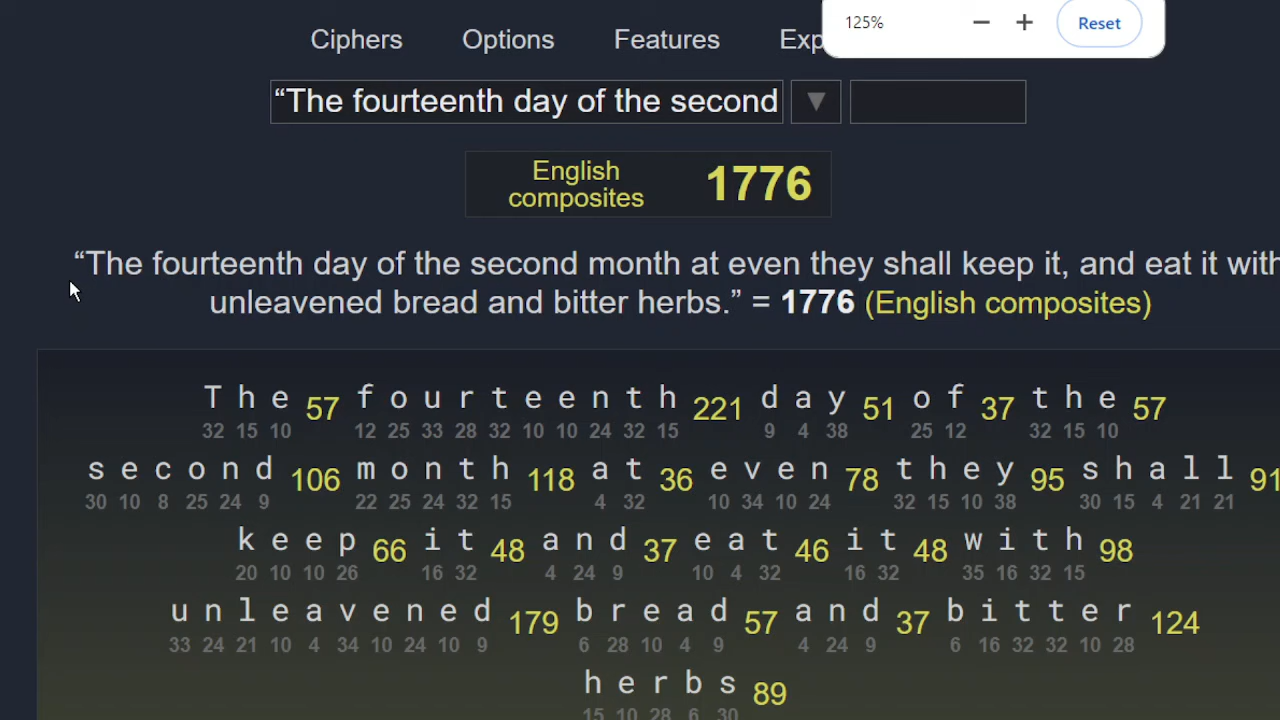 125% − + Reset
Ciphers Options Features
“The fourteenth day of the second ▼
English
composites 1776
“The fourteenth day of the second month at even they shall keep it, and eat it with
unleavened bread and bitter herbs.” = 1776 (English composites)
T h e 57 f o u r t e e n t h 221 d a y 51 o f 37 t h e 57
32 15 10 12 25 33 28 32 10 10 24 32 15 9 4 38 25 12 32 15 10
s e c o n d 106 m o n t h 118 a t 36 e v e n 78 t h e y 95 s h a l l 91
30 10 8 25 24 9 22 25 24 32 15 4 32 10 34 10 24 32 15 10 38 30 15 4 21 21
k e e p 66 i t 48 a n d 37 e a t 46 i t 48 w i t h 98
20 10 10 26 16 32 4 24 9 10 4 32 16 32 35 16 32 15
u n l e a v e n e d 179 b r e a d 57 a n d 37 b i t t e r 124
33 24 21 10 4 34 10 24 10 9 6 28 10 4 9 4 24 9 6 16 32 32 10 28
h e r b s 89
15 10 28 6 30